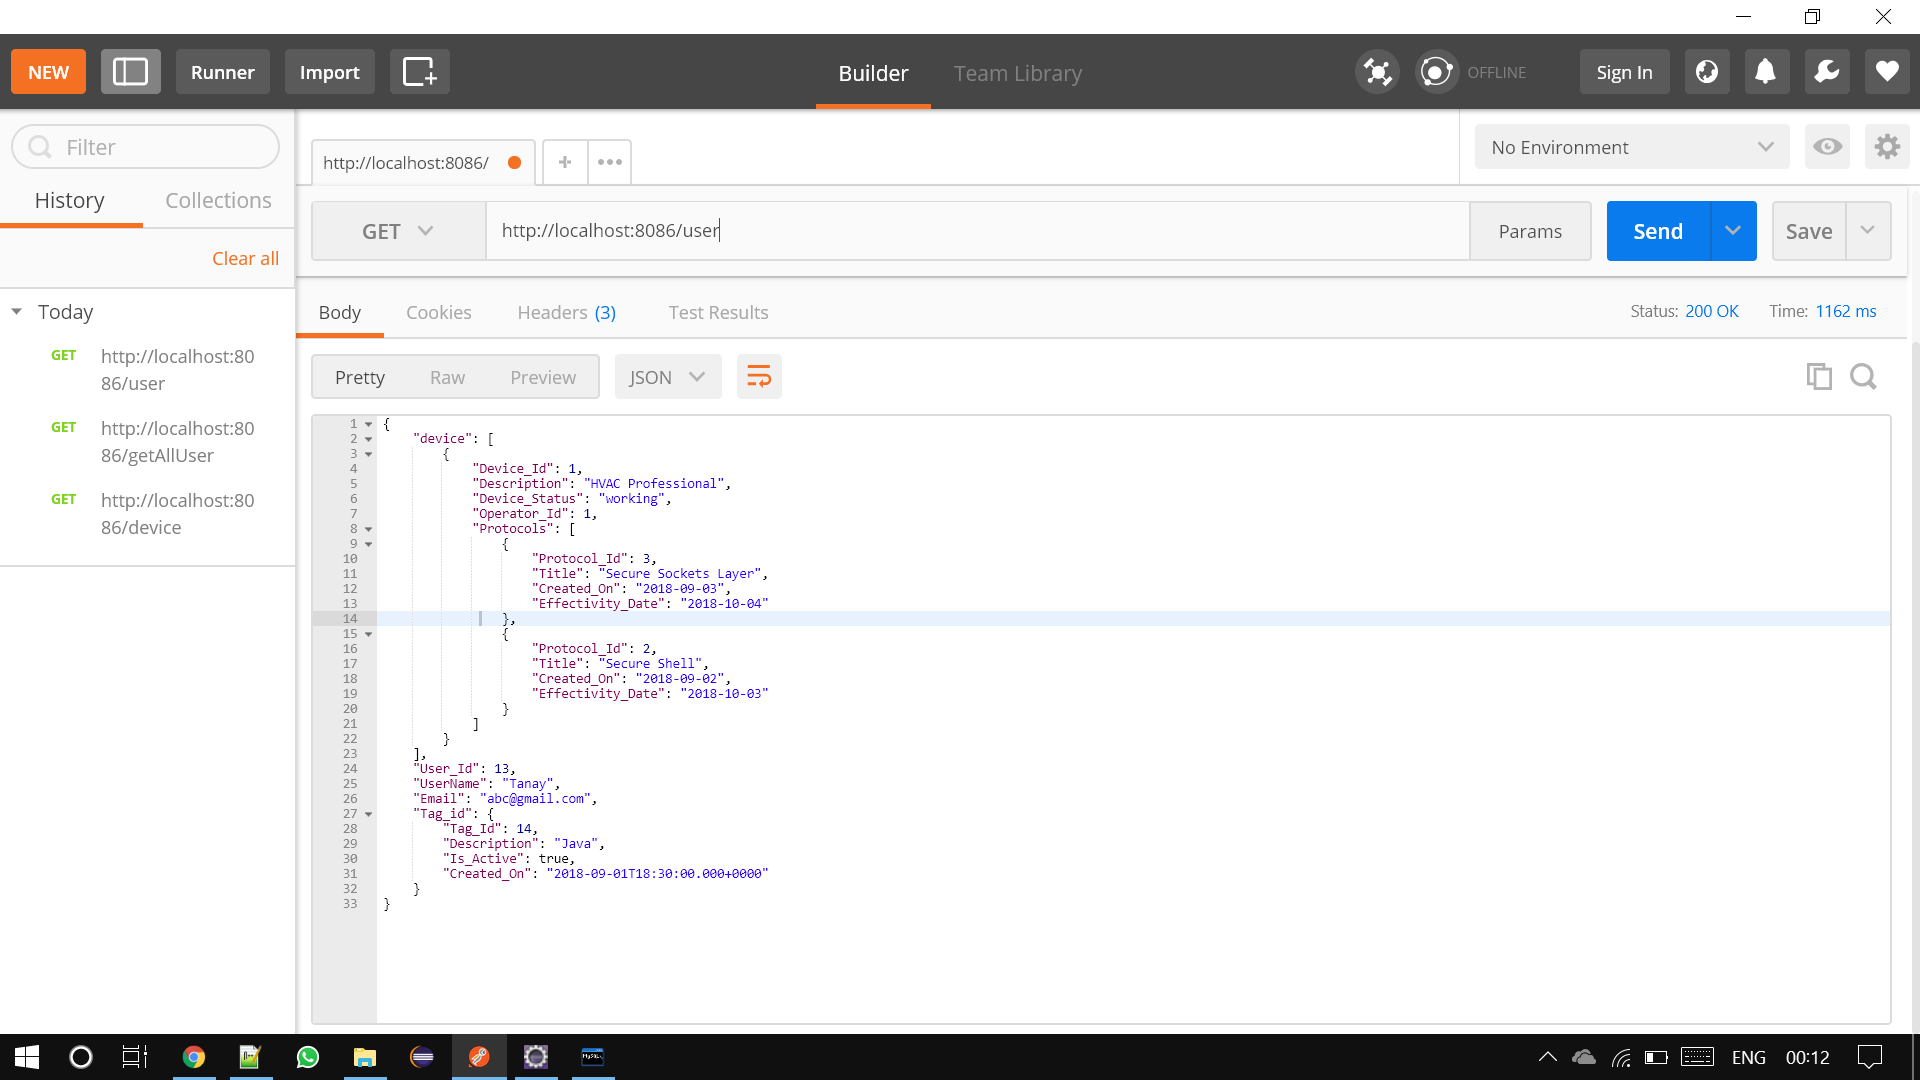 NEW
Runner
Import
Builder
Team Library
OFFLINE
Sign In
Filter
History
Collections
Clear all
Today
GET http://localhost:80
86/user
GET http://localhost:80
86/getAllUser
GET http://localhost:80
86/device
http://localhost:8086/
+
•••
No Environment
GET
http://localhost:8086/user
Params
Send
Save
Body
Cookies
Headers (3)
Test Results
Status: 200 OK
Time: 1162 ms
Pretty
Raw
Preview
JSON
1 {
2 "device": [
3 {
4 "Device_Id": 1,
5 "Description": "HVAC Professional",
6 "Device_Status": "working",
7 "Operator_Id": 1,
8 "Protocols": [
9 {
10 "Protocol_Id": 3,
11 "Title": "Secure Sockets Layer",
12 "Created_On": "2018-09-03",
13 "Effectivity_Date": "2018-10-04"
14 },
15 {
16 "Protocol_Id": 2,
17 "Title": "Secure Shell",
18 "Created_On": "2018-09-02",
19 "Effectivity_Date": "2018-10-03"
20 }
21 ]
22 }
23 ],
24 "User_Id": 13,
25 "UserName": "Tanay",
26 "Email": "abc@gmail.com",
27 "Tag_id": {
28 "Tag_Id": 14,
29 "Description": "Java",
30 "Is_Active": true,
31 "Created_On": "2018-09-01T18:30:00.000+0000"
32 }
33 }
ENG
00:12